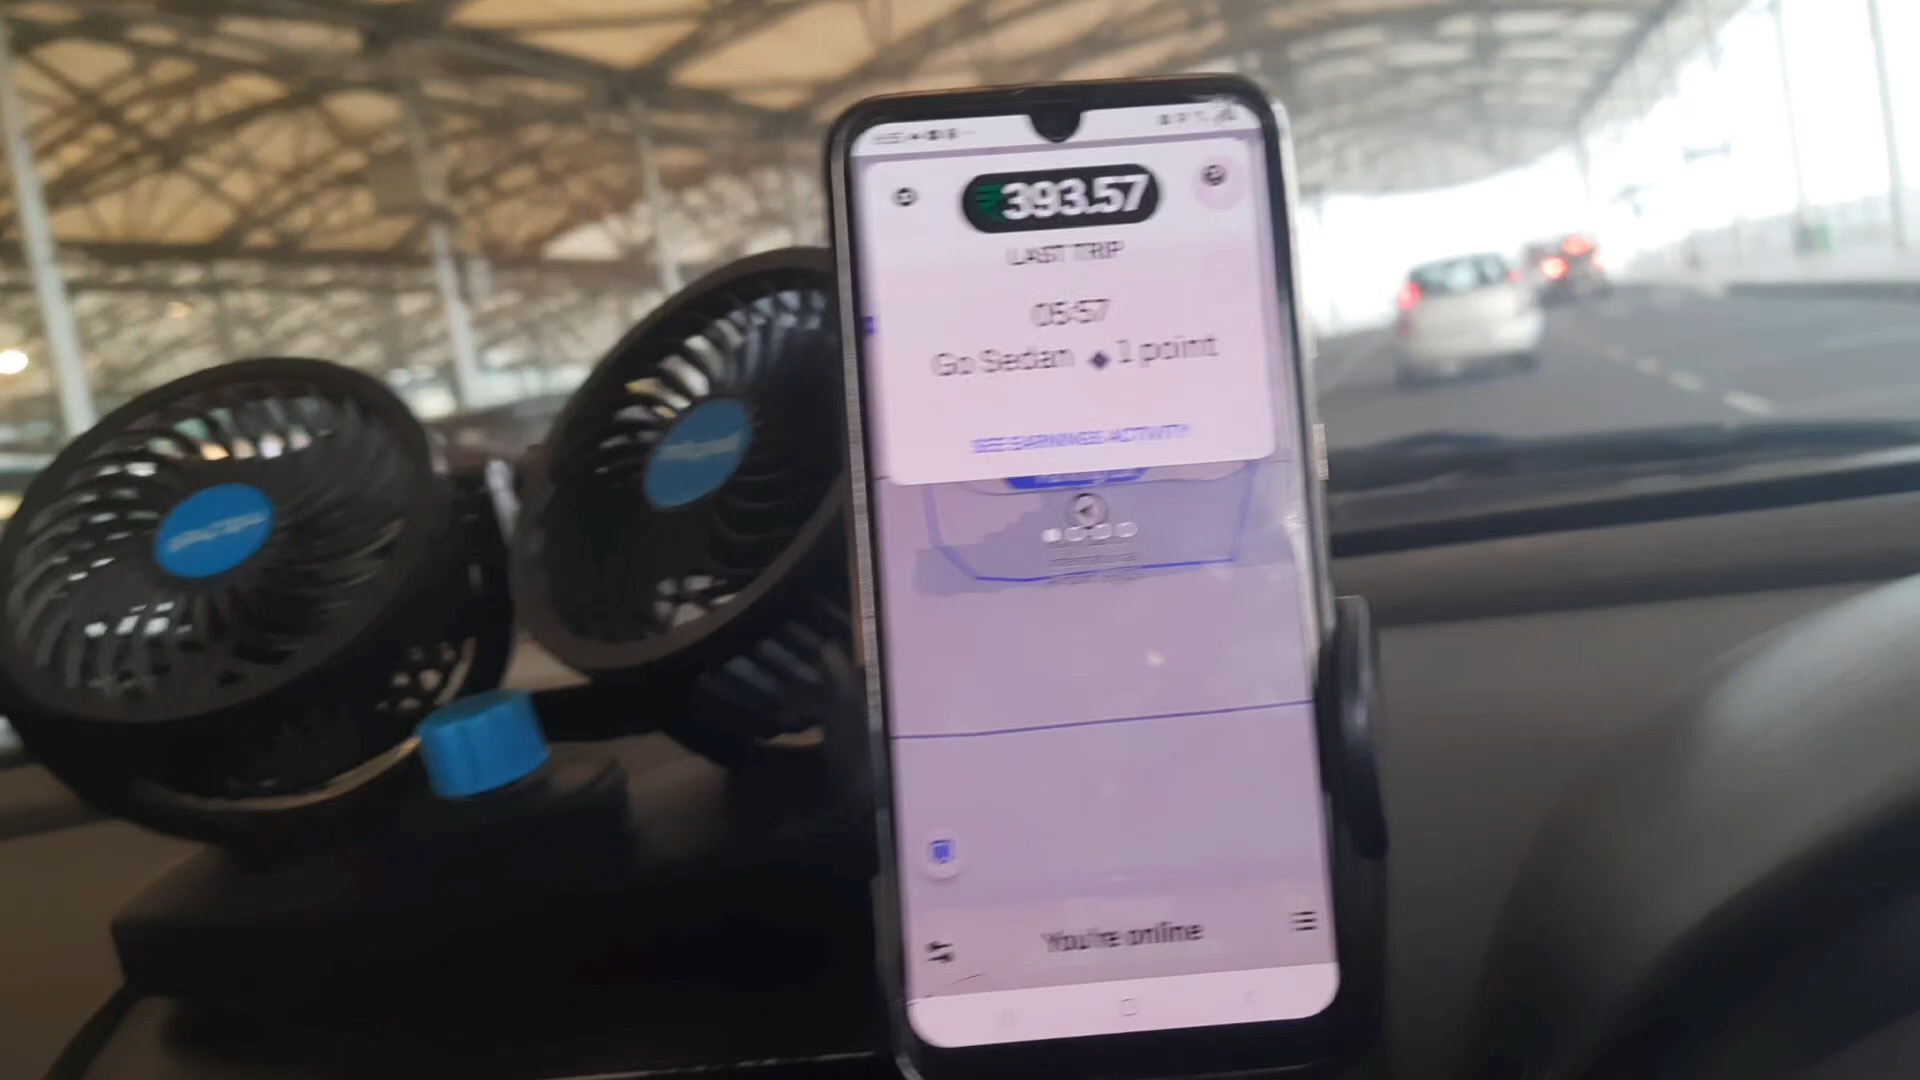 ₹393.57
LAST TRIP
05:57
Go Sedan ◆ 1 point
SEE EARNINGS ACTIVITY
You're online